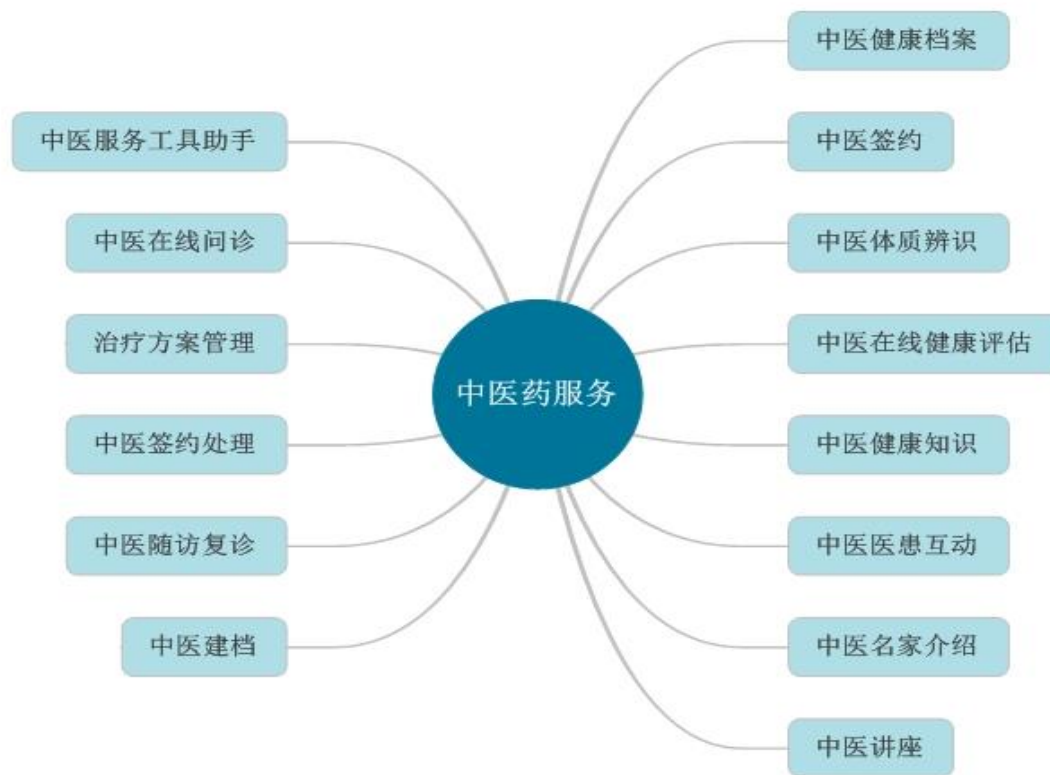 中医服务工具助手
中医在线问诊
治疗方案管理
中医签约处理
中医随访复诊
中医建档
中医药服务
中医健康档案
中医签约
中医体质辨识
中医在线健康评估
中医健康知识
中医医患互动
中医名家介绍
中医讲座